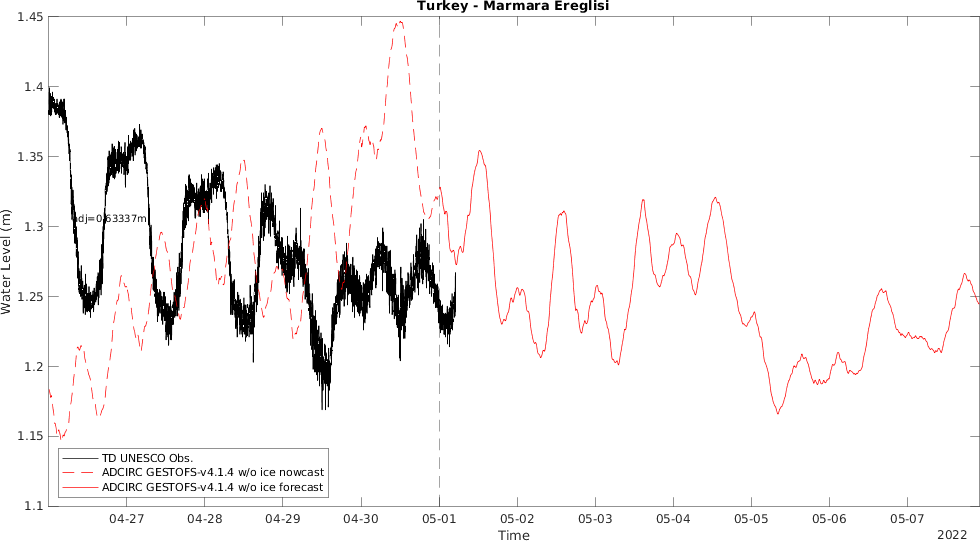 Turkey - Marmara Ereglisi
1.45
1.4
1.35
1.3
1.25
1.2
1.15
1.1
Water Level (m)
adj=0.63337m
TD UNESCO Obs.
ADCIRC GESTOFS-v4.1.4 w/o ice nowcast
ADCIRC GESTOFS-v4.1.4 w/o ice forecast
04-27 04-28 04-29 04-30 05-01 05-02 05-03 05-04 05-05 05-06 05-07
Time
2022